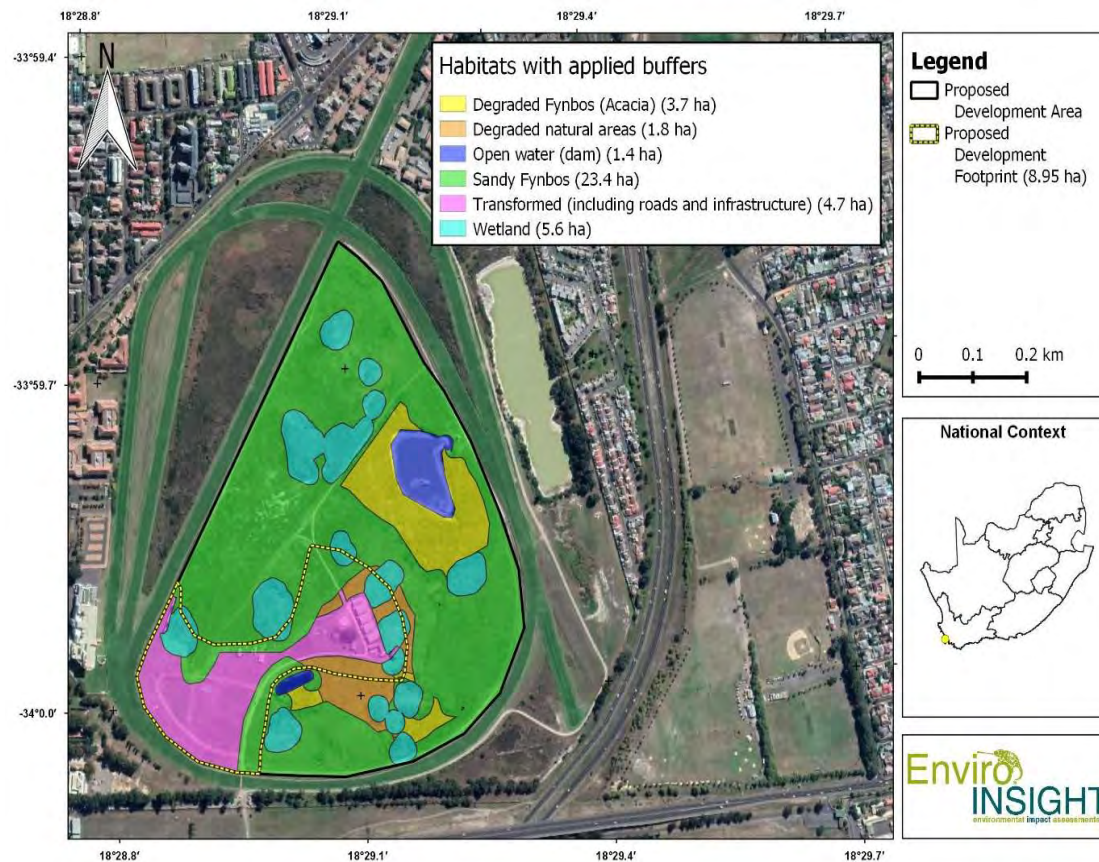 18°28.8' 18°29.1' 18°29.4' 18°29.7'
-33°59.4'
-33°59.7'
-34°0.0'
N
Habitats with applied buffers
Degraded Fynbos (Acacia) (3.7 ha)
Degraded natural areas (1.8 ha)
Open water (dam) (1.4 ha)
Sandy Fynbos (23.4 ha)
Transformed (including roads and infrastructure) (4.7 ha)
Wetland (5.6 ha)
18°28.8' 18°29.1' 18°29.4' 18°29.7'
Legend
Proposed
Development Area
Proposed
Development
Footprint (8.95 ha)
0 0.1 0.2 km
National Context
Enviro
INSIGHT
environmental impact assessments